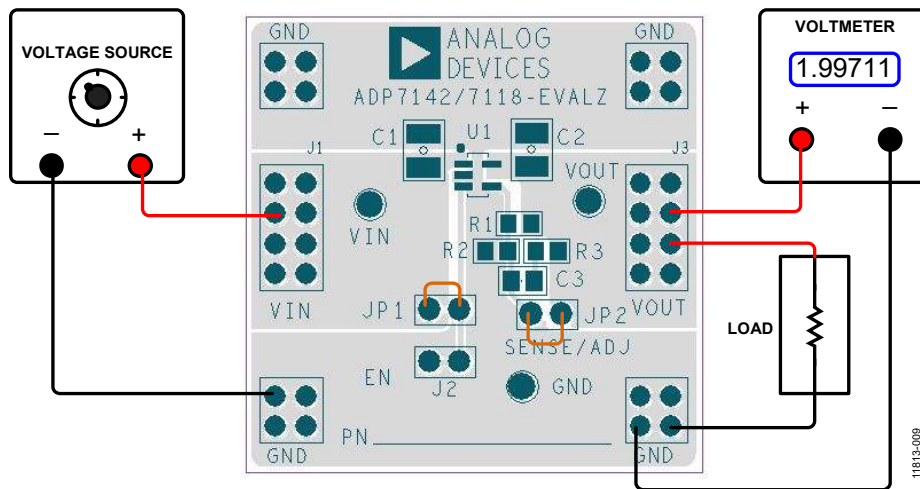 VOLTAGE SOURCE
−
+
GND
ANALOG
DEVICES
GND
ADP7142/7118-EVALZ
C1
U1
C2
J1
VIN
VIN
VOUT
J3
R1
R2
R3
C3
JP1
JP2
VOUT
SENSE/ADJ
EN
J2
GND
PN
GND
GND
VOLTMETER
1.99711
+
−
LOAD
11813-009